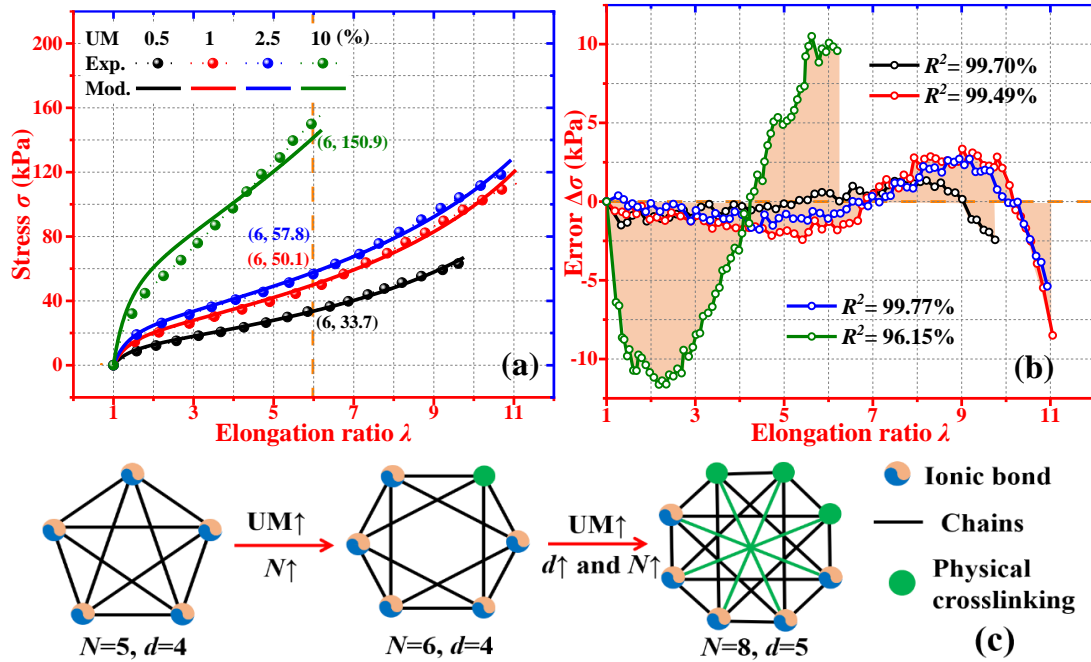 UM 0.5 1 2.5 10 (%)
Exp.
Mod.
200
160
120
80
40
0
Stress σ (kPa)
(6, 150.9)
(6, 57.8)
(6, 50.1)
(6, 33.7)
(a)
1 3 5 7 9 11
Elongation ratio λ
10
5
0
-5
-10
Error Δσ (kPa)
R²= 99.70%
R²= 99.49%
R²= 99.77%
R²= 96.15%
(b)
1 3 5 7 9 11
Elongation ratio λ
UM↑
N↑
UM↑
d↑ and N↑
N=5, d=4
N=6, d=4
N=8, d=5
Ionic bond
Chains
Physical
crosslinking
(c)